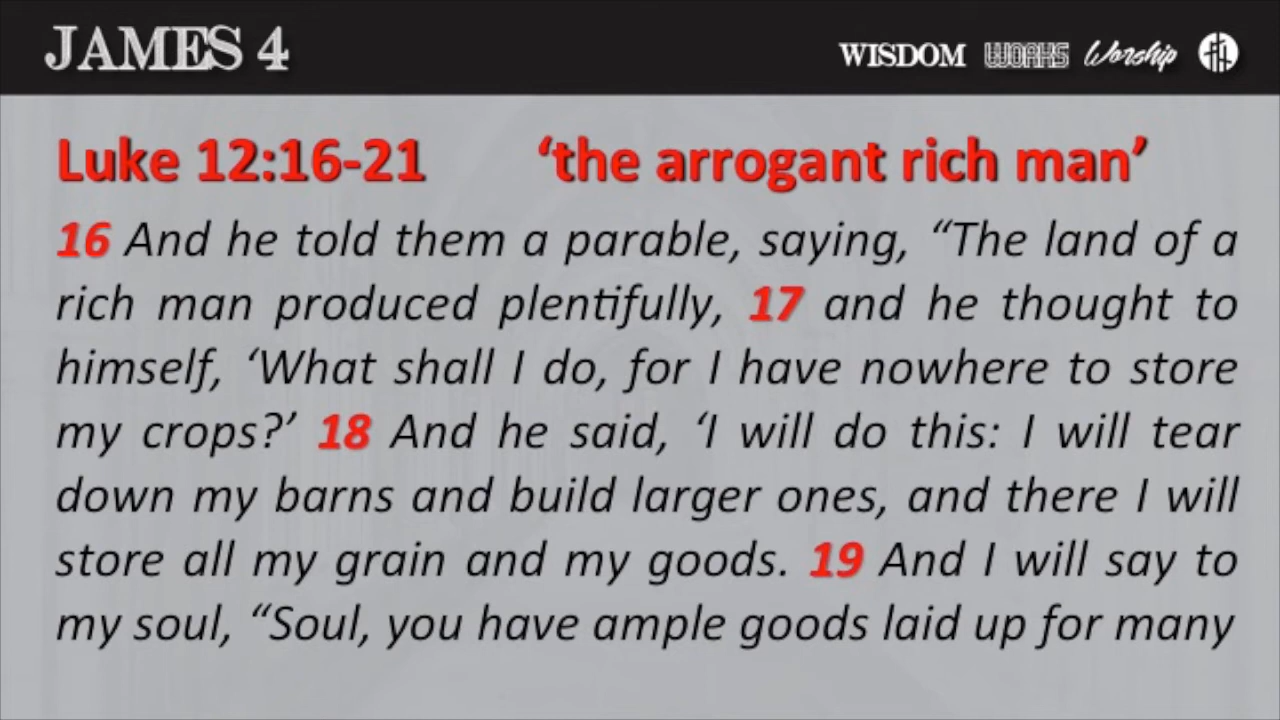 JAMES 4
WISDOM WORKS Worship
Luke 12:16-21 ‘the arrogant rich man’
16 And he told them a parable, saying, “The land of a
rich man produced plentifully, 17 and he thought to
himself, ‘What shall I do, for I have nowhere to store
my crops?’ 18 And he said, ‘I will do this: I will tear
down my barns and build larger ones, and there I will
store all my grain and my goods. 19 And I will say to
my soul, “Soul, you have ample goods laid up for many